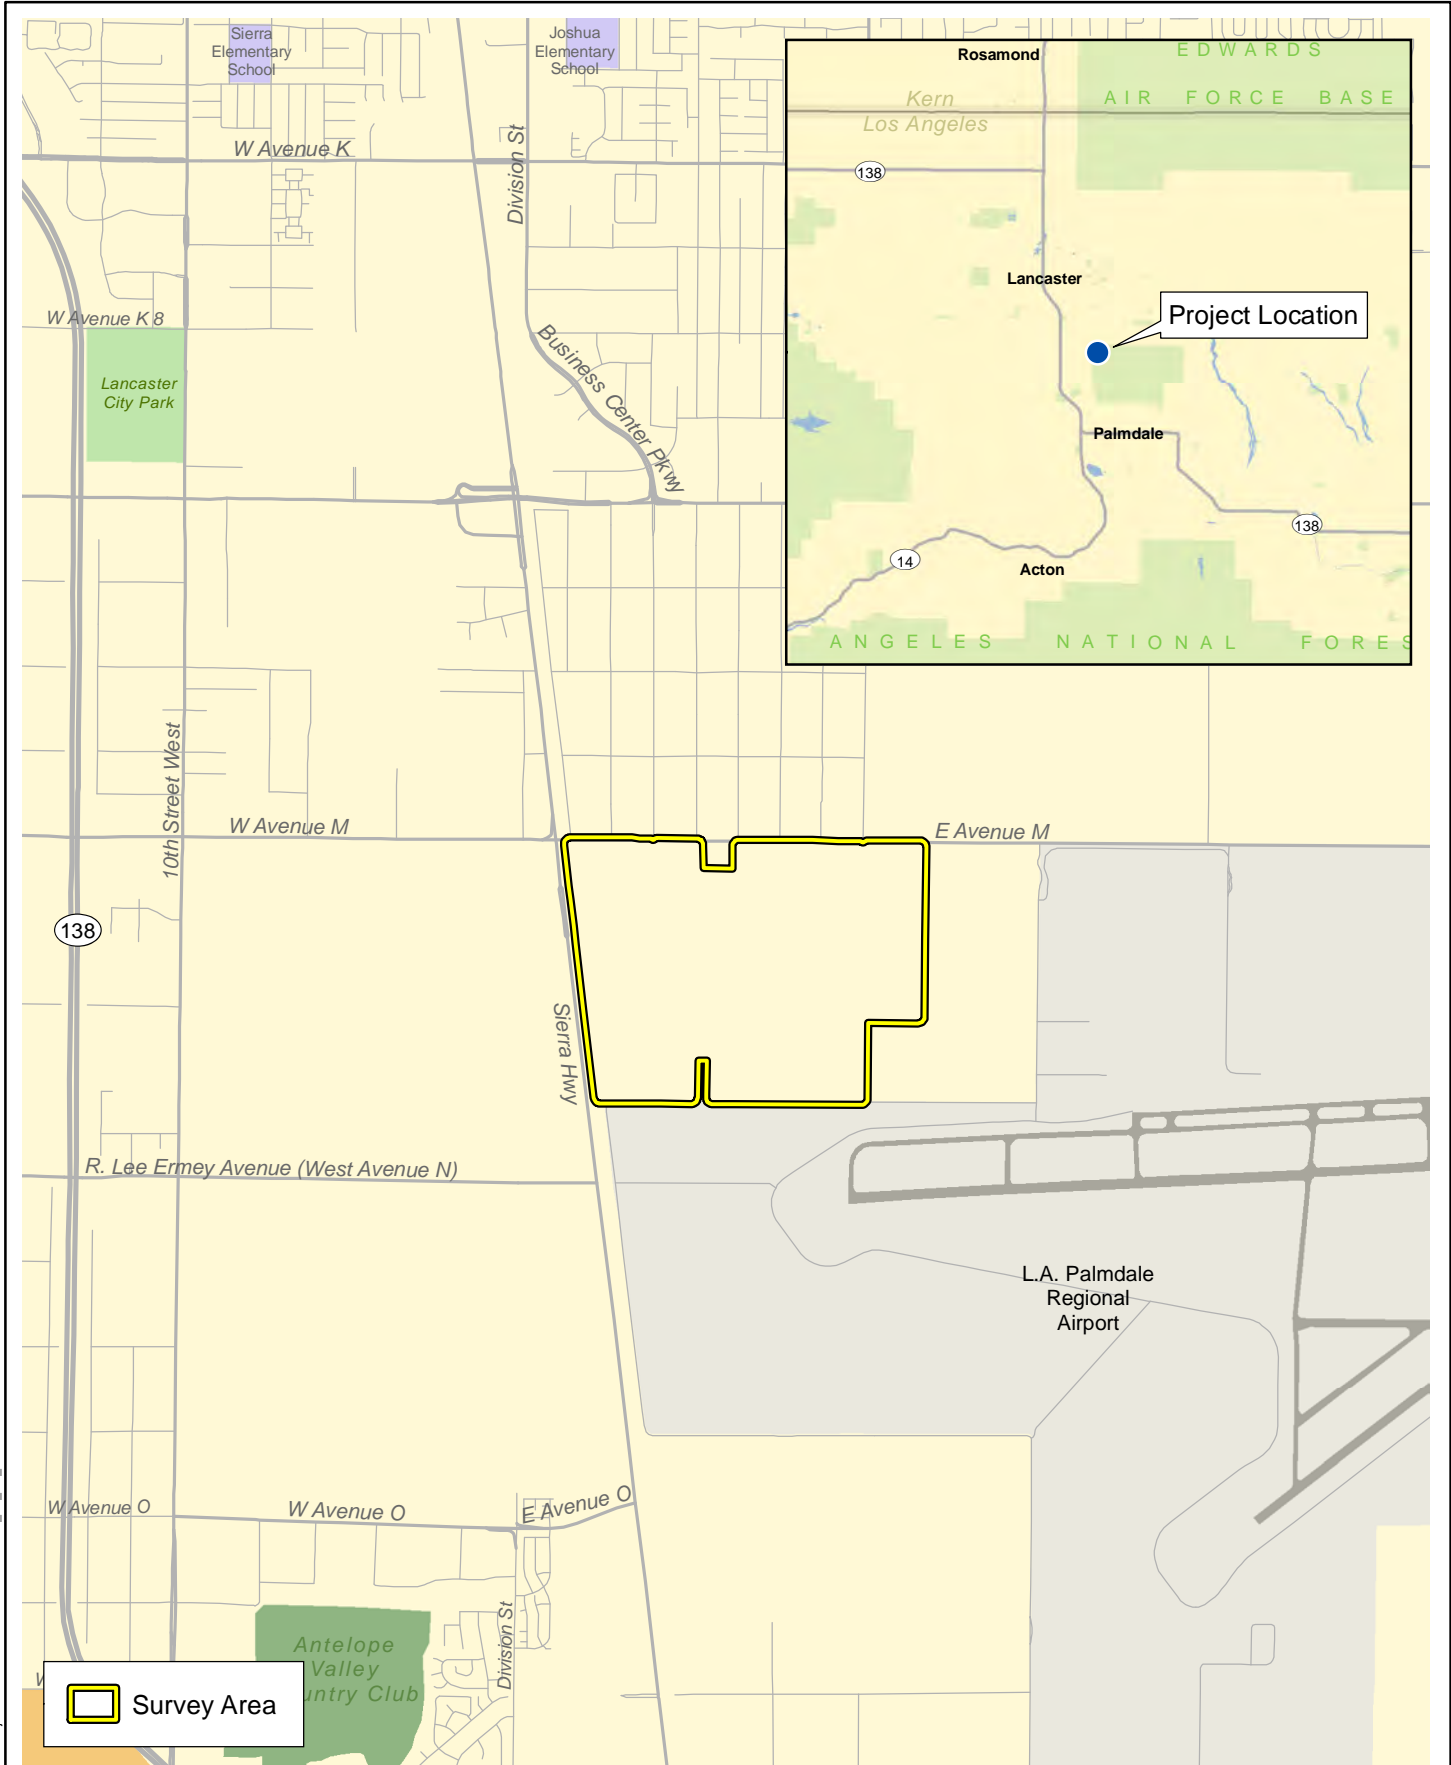 Sierra
Elementary
School
Joshua
Elementary
School
W Avenue K
Division St
W Avenue K 8
Lancaster
City Park
Business Center Pkwy
Rosamond
EDWARDS
AIR FORCE BASE
Kern
Los Angeles
138
Lancaster
Project Location
Palmdale
138
14
Acton
ANGELES NATIONAL FORES
10th Street West
W Avenue M
E Avenue M
138
Sierra Hwy
R. Lee Ermey Avenue (West Avenue N)
L.A. Palmdale
Regional
Airport
W Avenue O
W Avenue O
E Avenue O
Division St
Antelope
Valley
untry Club
W
Survey Area